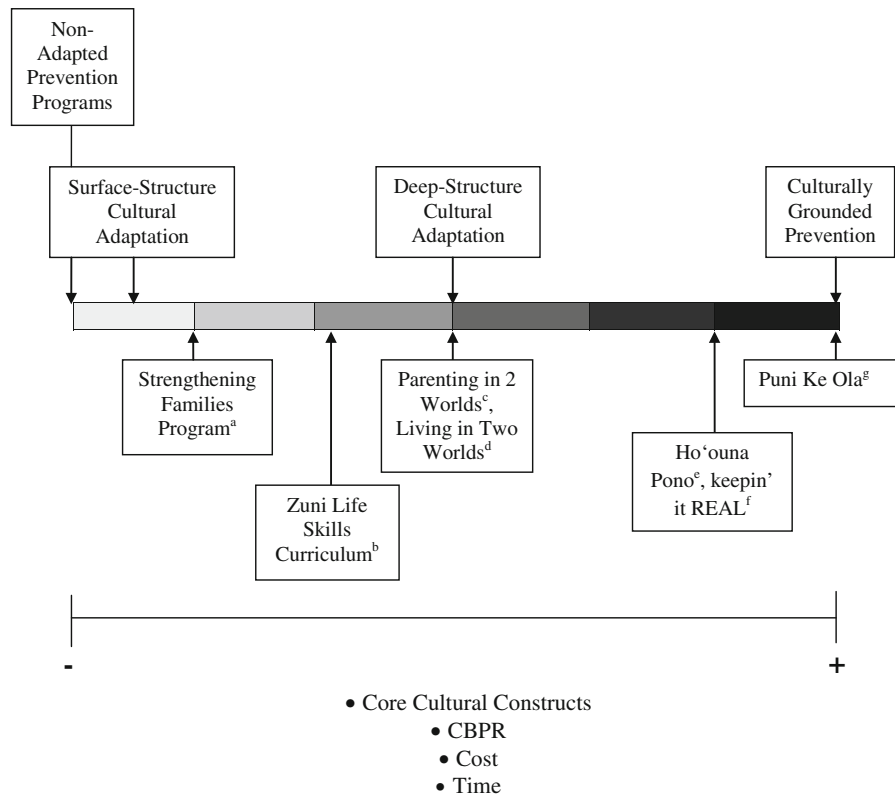 Non-
Adapted
Prevention
Programs
Surface-Structure
Cultural
Adaptation
Deep-Structure
Cultural
Adaptation
Culturally
Grounded
Prevention
Strengthening
Families
Programᵃ
Zuni Life
Skills
Curriculumᵇ
Parenting in 2
Worldsᶜ,
Living in Two
Worldsᵈ
Ho‘ouna
Ponoᵉ, keepin’
it REALᶠ
Puni Ke Olaᵍ
-
+
• Core Cultural Constructs
• CBPR
• Cost
• Time